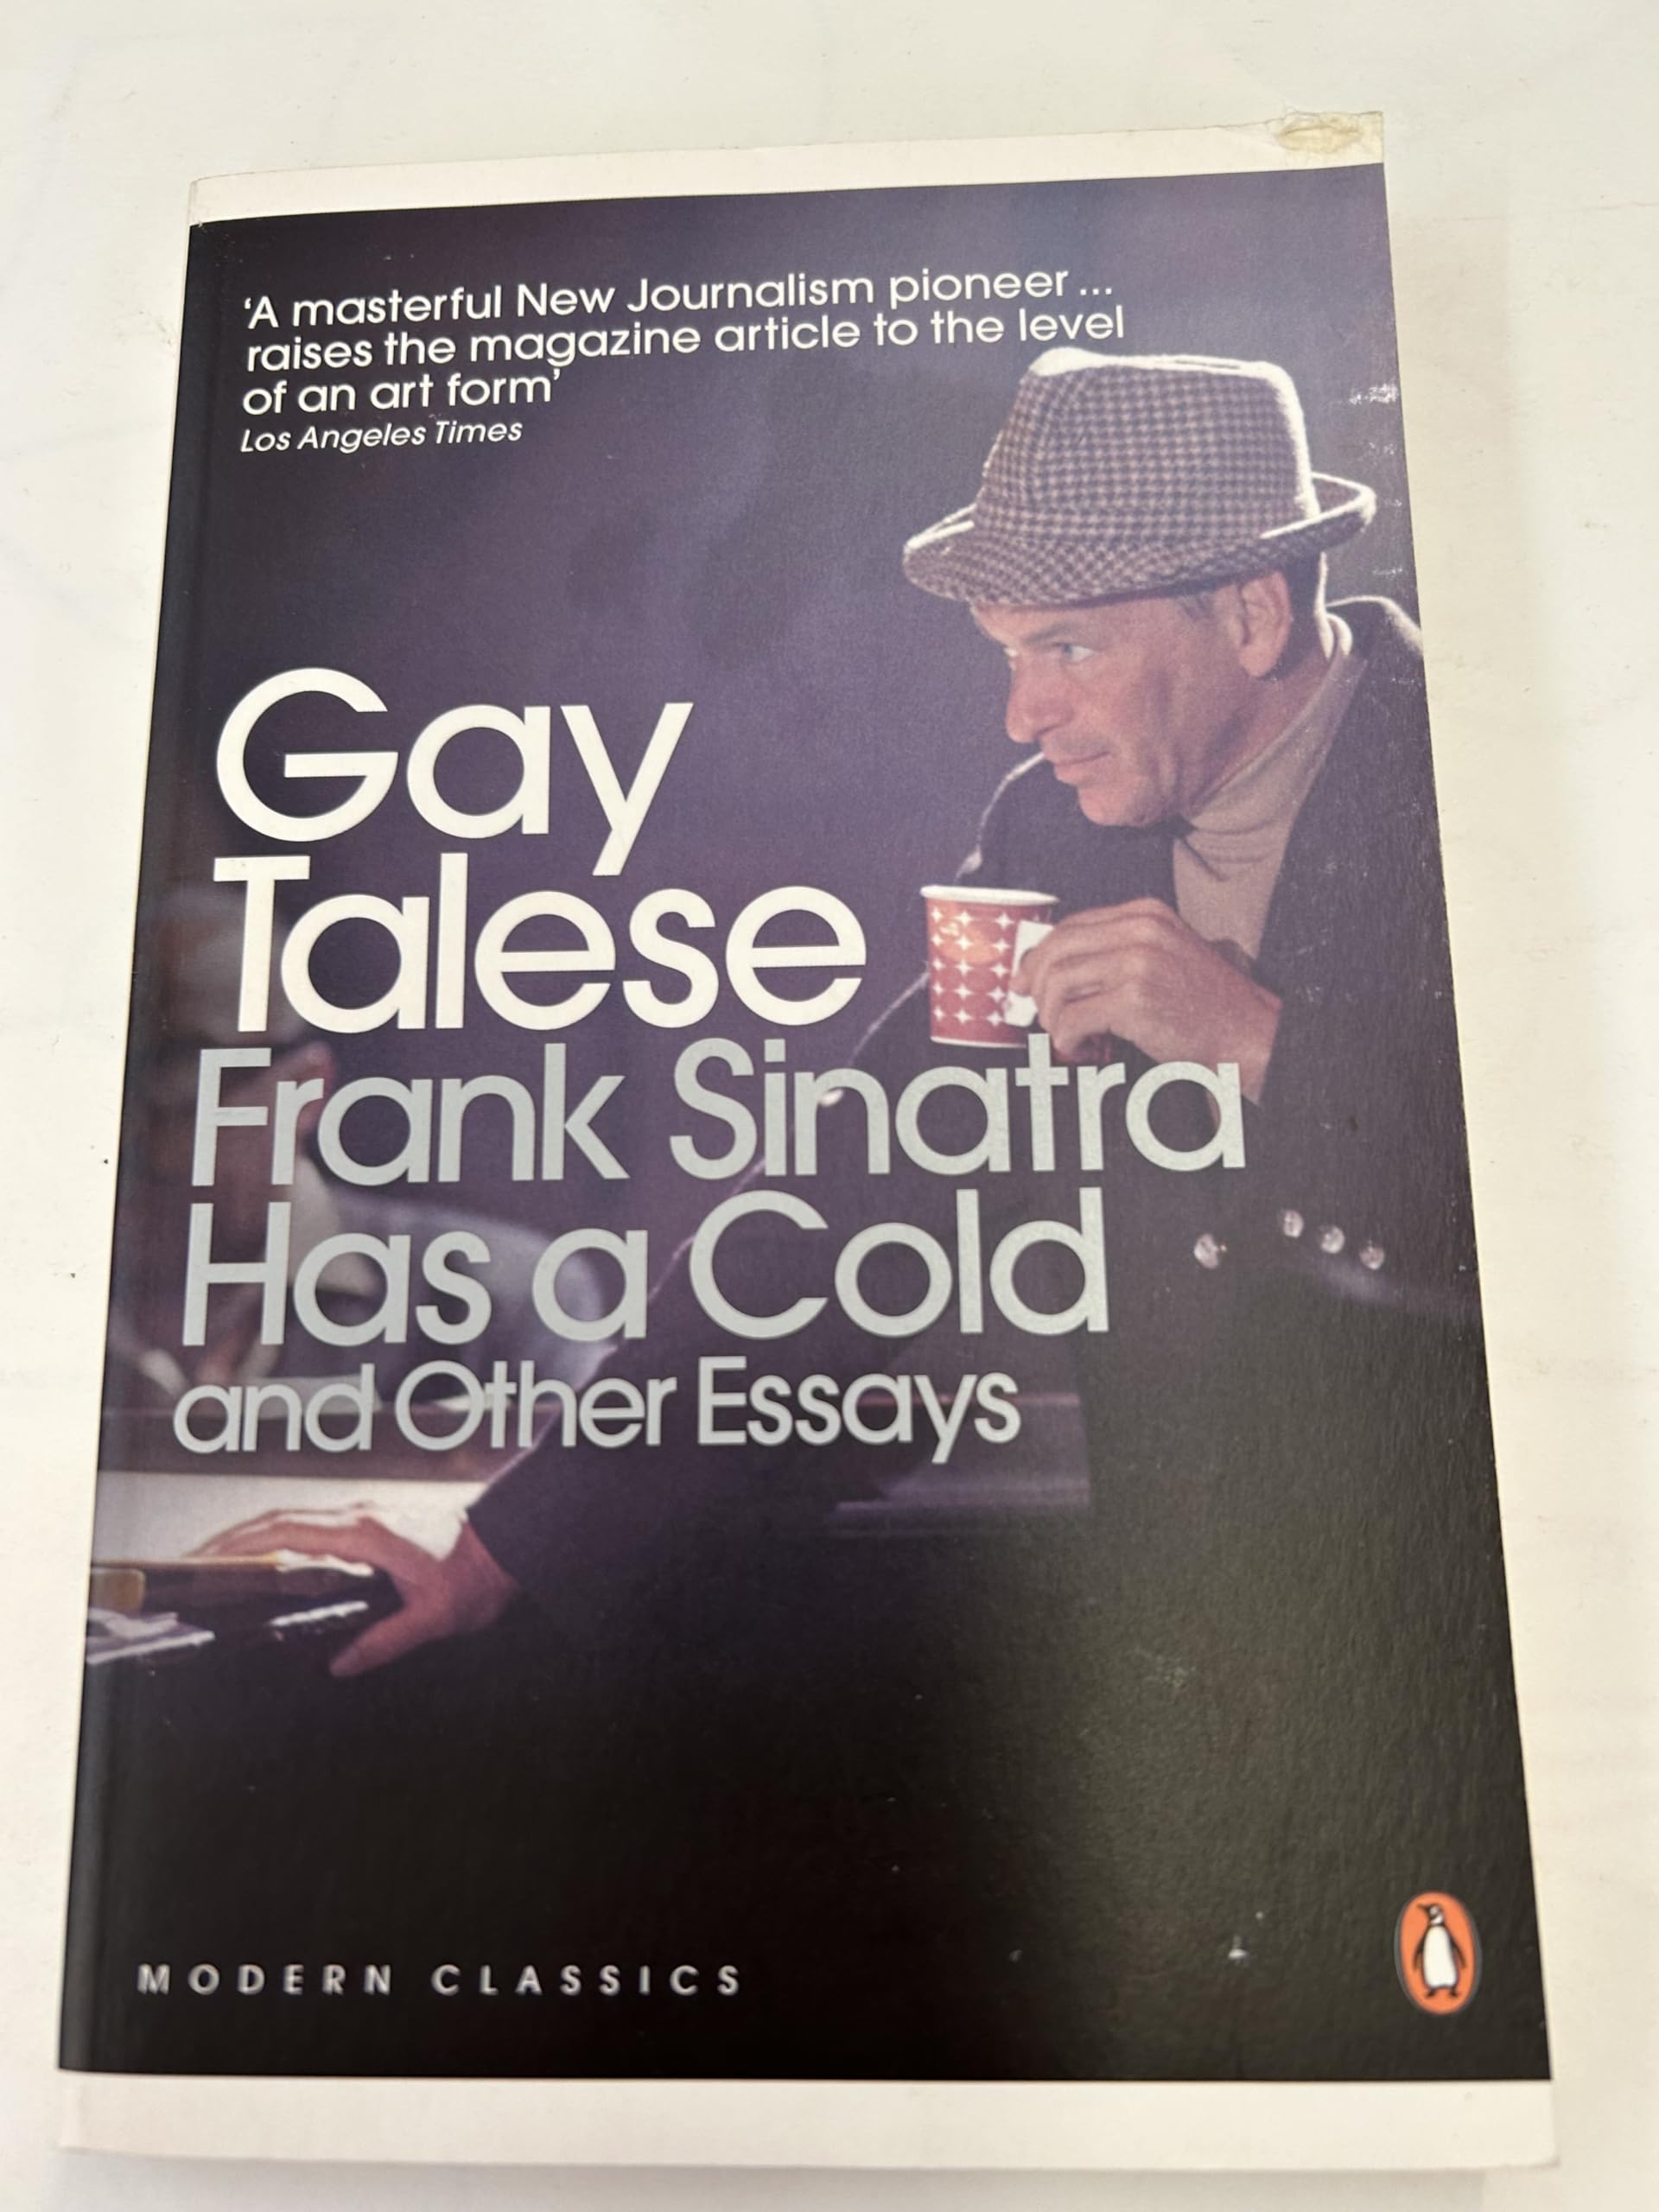 ‘A masterful New Journalism pioneer ...
raises the magazine article to the level
of an art form’
Los Angeles Times
Gay
Talese
Frank Sinatra
Has a Cold
and Other Essays
MODERN CLASSICS